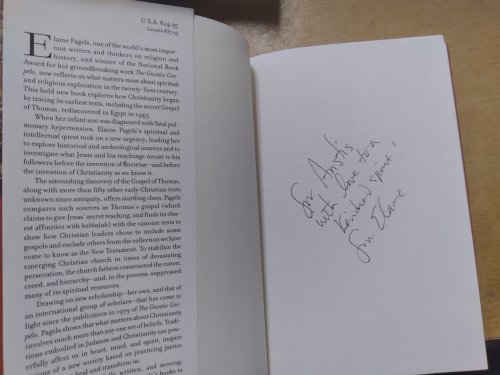 U.S.A. $24.95
Canada $37.95
Elaine Pagels, one of the world's most impor-
tant writers and thinkers on religion and
history, and winner of the National Book
Award for her groundbreaking work The Gnostic Gos-
pels, now reflects on what matters most about spiritual
and religious exploration in the twenty-first century.
This bold new book explores how Christianity began
by tracing its earliest texts, including the secret Gospel
of Thomas, rediscovered in Egypt in 1945.
When her infant son was diagnosed with fatal pul-
monary hypertension, Elaine Pagels's spiritual and
intellectual quest took on a new urgency, leading her
to explore historical and archeological sources and to
investigate what Jesus and his teachings meant to his
followers before the invention of doctrine—and before
the invention of Christianity as we know it.
The astonishing discovery of the Gospel of Thomas,
along with more than fifty other early Christian texts
unknown since antiquity, offers startling clues. Pagels
compares such sources as Thomas's gospel (which
claims to give Jesus' secret teaching, and finds its clos-
est affinities with kabbalah) with the canonic texts to
show how Christian leaders chose to include some
gospels and exclude others from the collection we have
come to know as the New Testament. To stabilize the
emerging Christian church in times of devastating
persecution, the church fathers constructed the canon,
creed, and hierarchy—and, in the process, suppressed
many of its spiritual resources.
Drawing on new scholarship—her own, and that of
an international group of scholars—that has come to
light since the publication in 1979 of The Gnostic Gos-
pels, Pagels shows that what matters about Christianity
involves much more than any one set of beliefs. Tradi-
tions embodied in Judaism and Christianity can pow-
erfully affect us in heart, mind, and spirit, inspire
visions of a new society based on practicing justice
heal and transform us.
written, and moving,
books to
for
with love to a
kindred spirit!
Elaine